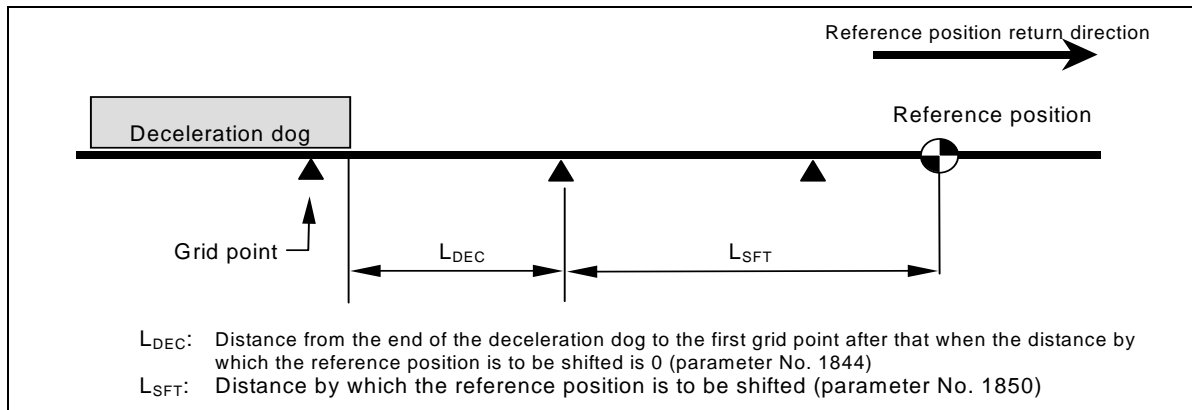 Reference position return direction
Reference position
Deceleration dog
Grid point
LDEC
LSFT
LDEC: Distance from the end of the deceleration dog to the first grid point after that when the distance by
which the reference position is to be shifted is 0 (parameter No. 1844)
LSFT: Distance by which the reference position is to be shifted (parameter No. 1850)